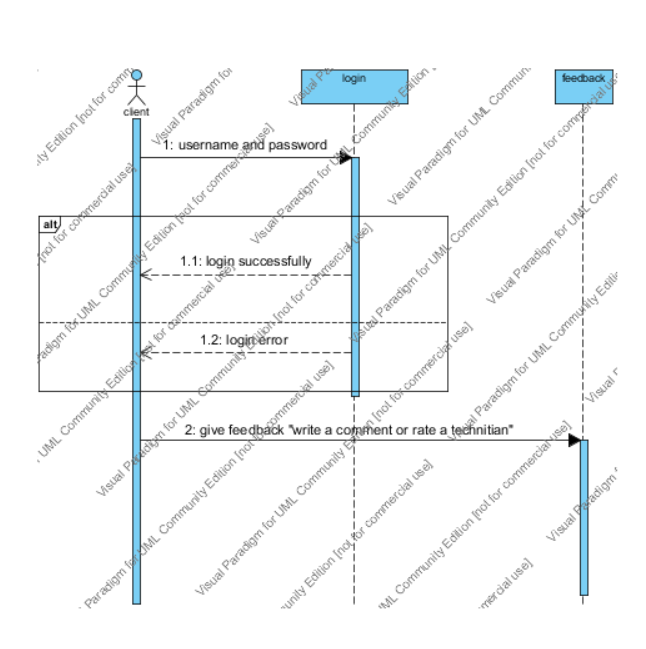 login
feedback
client
1: username and password
alt
1.1: login successfully
1.2: login error
2: give feedback "write a comment or rate a technitian"
Visual Paradigm for UML Community Edition [not for commercial use]